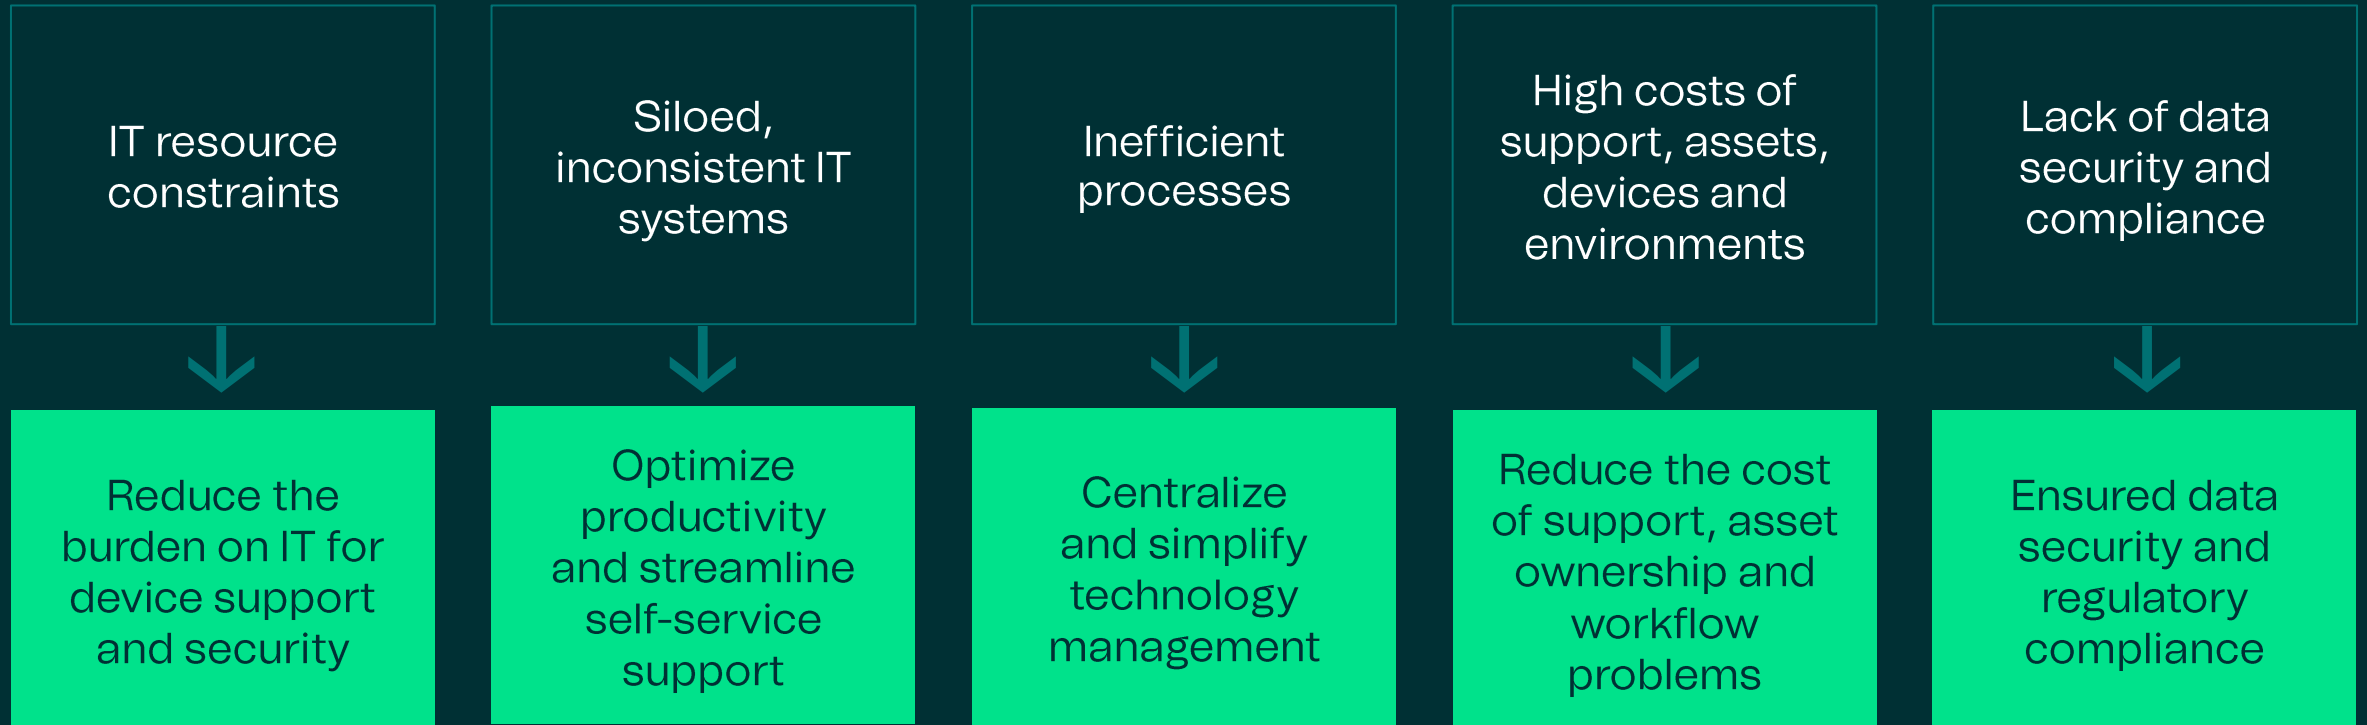 IT resource
constraints
Siloed,
inconsistent IT
systems
Inefficient
processes
High costs of
support, assets,
devices and
environments
Lack of data
security and
compliance
Reduce the
burden on IT for
device support
and security
Optimize
productivity
and streamline
self-service
support
Centralize
and simplify
technology
management
Reduce the cost
of support, asset
ownership and
workflow
problems
Ensured data
security and
regulatory
compliance